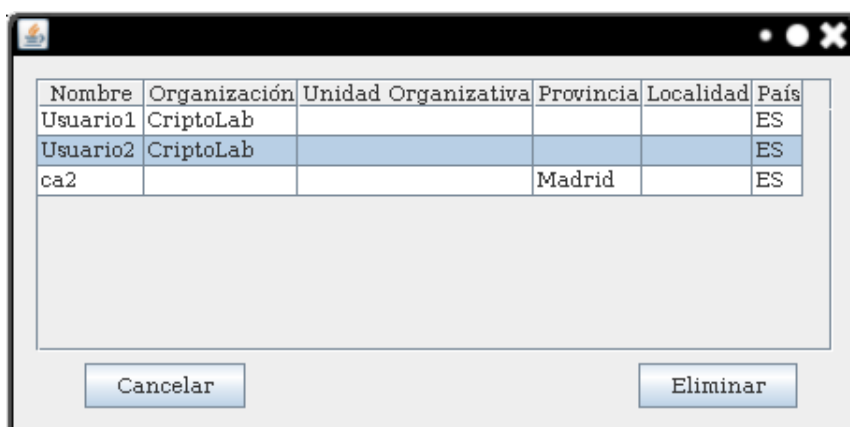 Nombre Organización Unidad Organizativa Provincia Localidad País
Usuario1 CriptoLab ES
Usuario2 CriptoLab ES
ca2 Madrid ES
Cancelar Eliminar